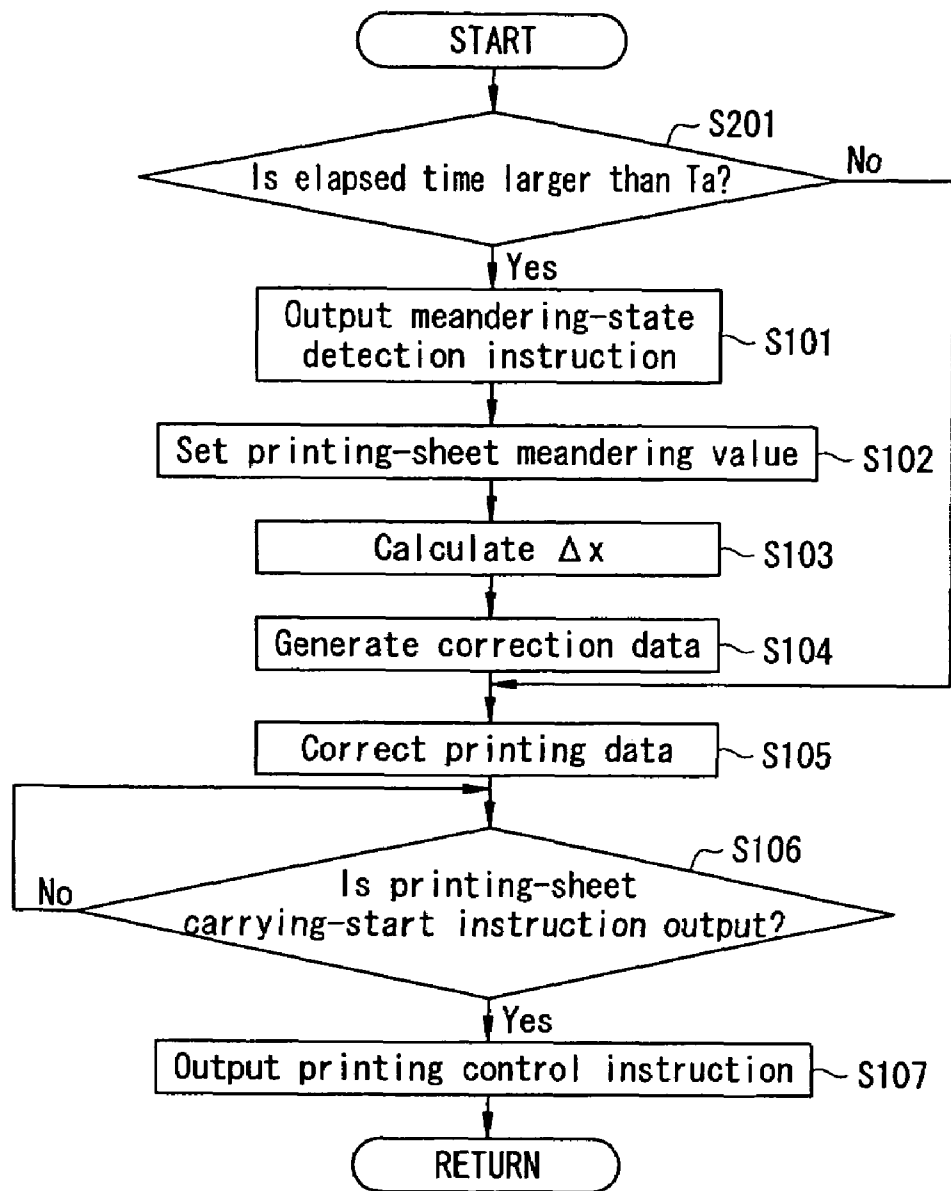 START
S201
Is elapsed time larger than Ta?
No
Yes
Output meandering-state
detection instruction
S101
Set printing-sheet meandering value
S102
Calculate Δx
S103
Generate correction data
S104
Correct printing data
S105
S106
No
Is printing-sheet
carrying-start instruction output?
Yes
Output printing control instruction
S107
RETURN